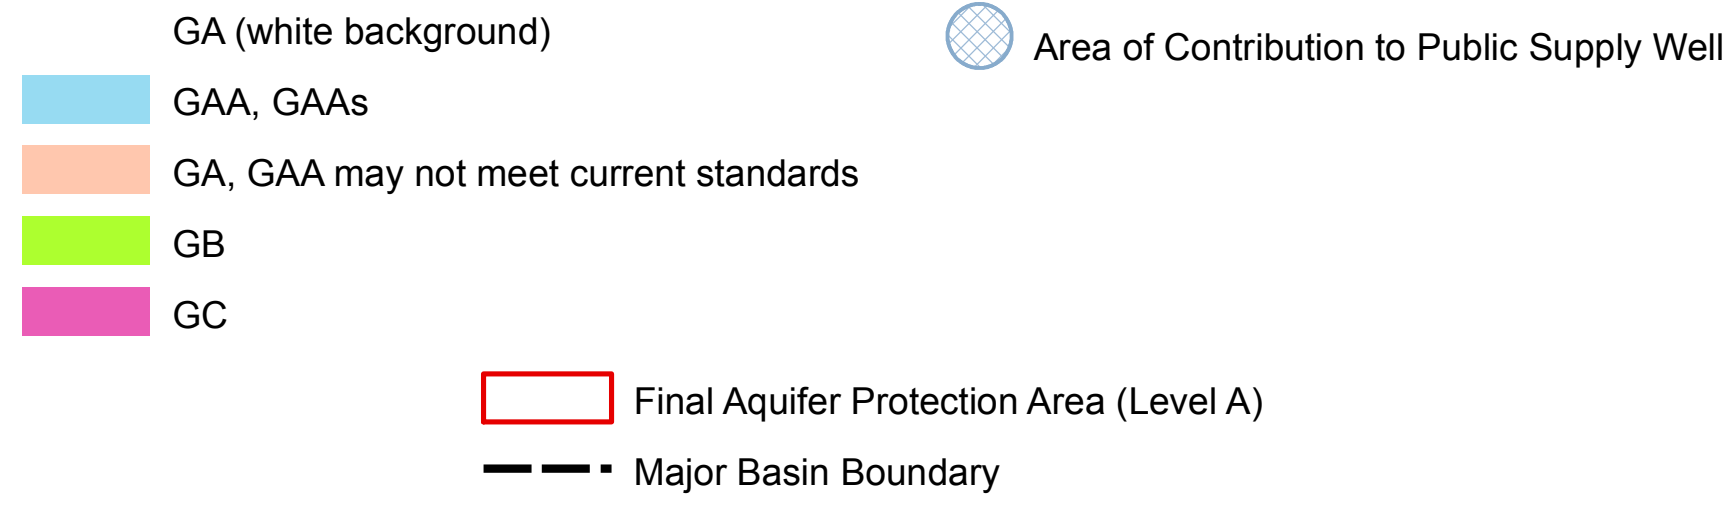 GA (white background)
Area of Contribution to Public Supply Well
GAA, GAAs
GA, GAA may not meet current standards
GB
GC
Final Aquifer Protection Area (Level A)
Major Basin Boundary